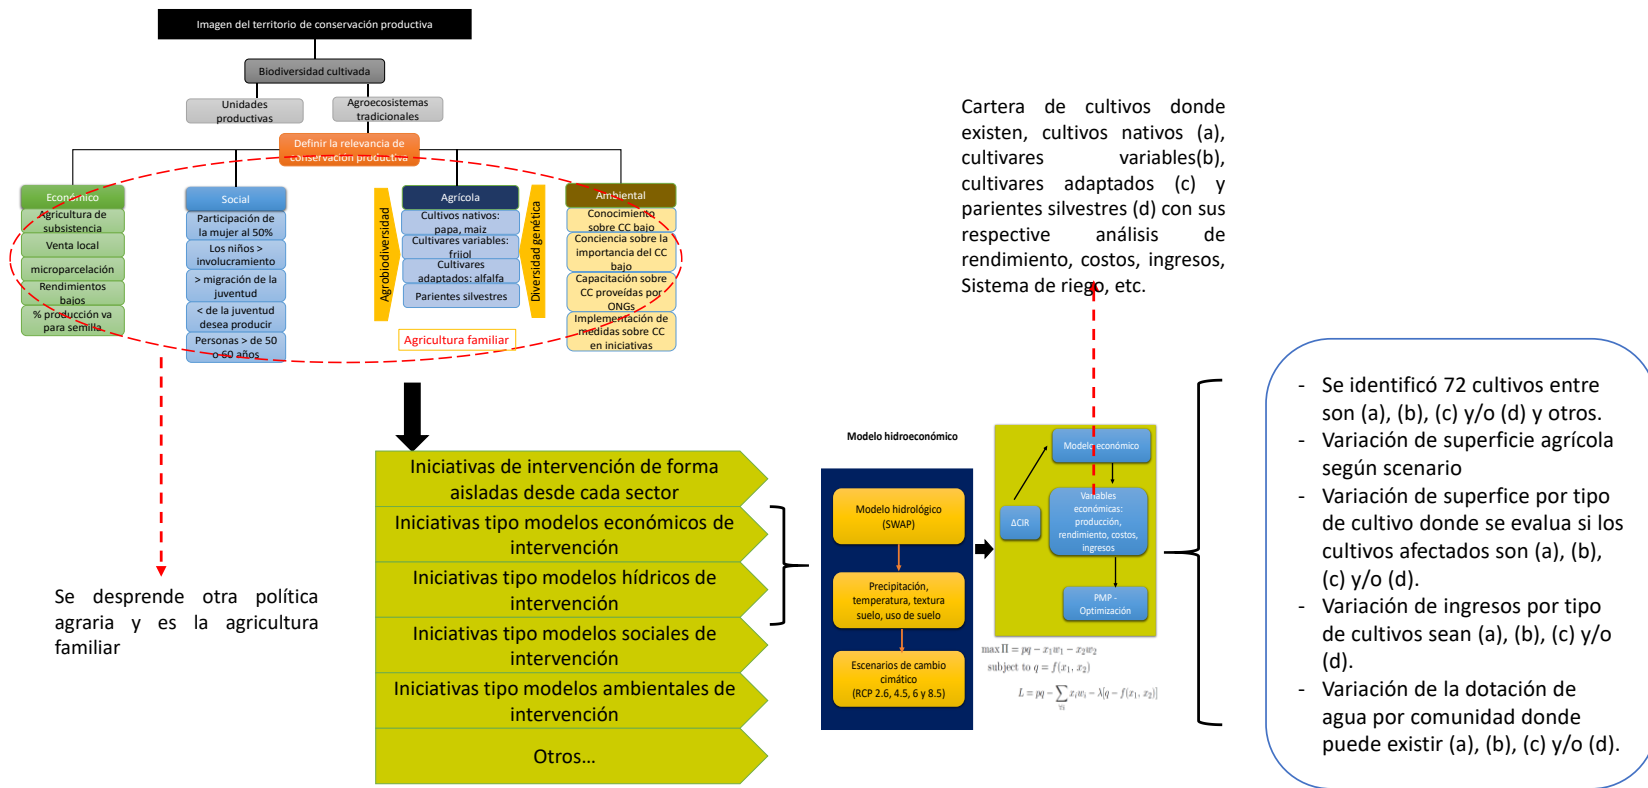 Imagen del territorio de conservación productiva
Biodiversidad cultivada
Unidades
productivas
Agroecosistemas
tradicionales
Definir la relevancia de
conservación productiva
Económico
Agricultura de
subsistencia
Venta local
microparcelación
Rendimientos
bajos
% producción va
para semilla
Social
Participación de
la mujer al 50%
Los niños >
involucramiento
> migración de la
juventud
< de la juventud
desea producir
Personas > de 50
o 60 años
Agrobiodiversidad
Agrícola
Cultivos nativos:
papa, maiz
Cultivares variables:
frijol
Cultivares
adaptados: alfalfa
Parientes silvestres
Diversidad genética
Agricultura familiar
Ambiental
Conocimiento
sobre CC bajo
Conciencia sobre la
importancia del CC
bajo
Capacitación sobre
CC proveídas por
ONGs
Implementación de
medidas sobre CC
en iniciativas
Se desprende otra política
agraria y es la agricultura
familiar
Iniciativas de intervención de forma
aisladas desde cada sector
Iniciativas tipo modelos económicos de
intervención
Iniciativas tipo modelos hídricos de
intervención
Iniciativas tipo modelos sociales de
intervención
Iniciativas tipo modelos ambientales de
intervención
Otros...
Modelo hidroeconómico
Modelo hidrológico
(SWAP)
Precipitación,
temperatura, textura
suelo, uso de suelo
Escenarios de cambio
cimático
(RCP 2.6, 4.5, 6 y 8.5)
Modelo económico
ΔCIR
Variables
económicas:
producción,
rendimiento, costos,
ingresos
PMP -
Optimización
max Π = pq − x₁w₁ − x₂w₂
subject to q = f(x₁, x₂)
L = pq − ∑ xᵢwᵢ − λ[q − f(x₁, x₂)]
∀i
Cartera de cultivos donde
existen, cultivos nativos (a),
cultivares variables(b),
cultivares adaptados (c) y
parientes silvestres (d) con sus
respective análisis de
rendimiento, costos, ingresos,
Sistema de riego, etc.
- Se identificó 72 cultivos entre
son (a), (b), (c) y/o (d) y otros.
- Variación de superficie agrícola
según scenario
- Variación de superfice por tipo
de cultivo donde se evalua si los
cultivos afectados son (a), (b),
(c) y/o (d).
- Variación de ingresos por tipo
de cultivos sean (a), (b), (c) y/o
(d).
- Variación de la dotación de
agua por comunidad donde
puede existir (a), (b), (c) y/o (d).